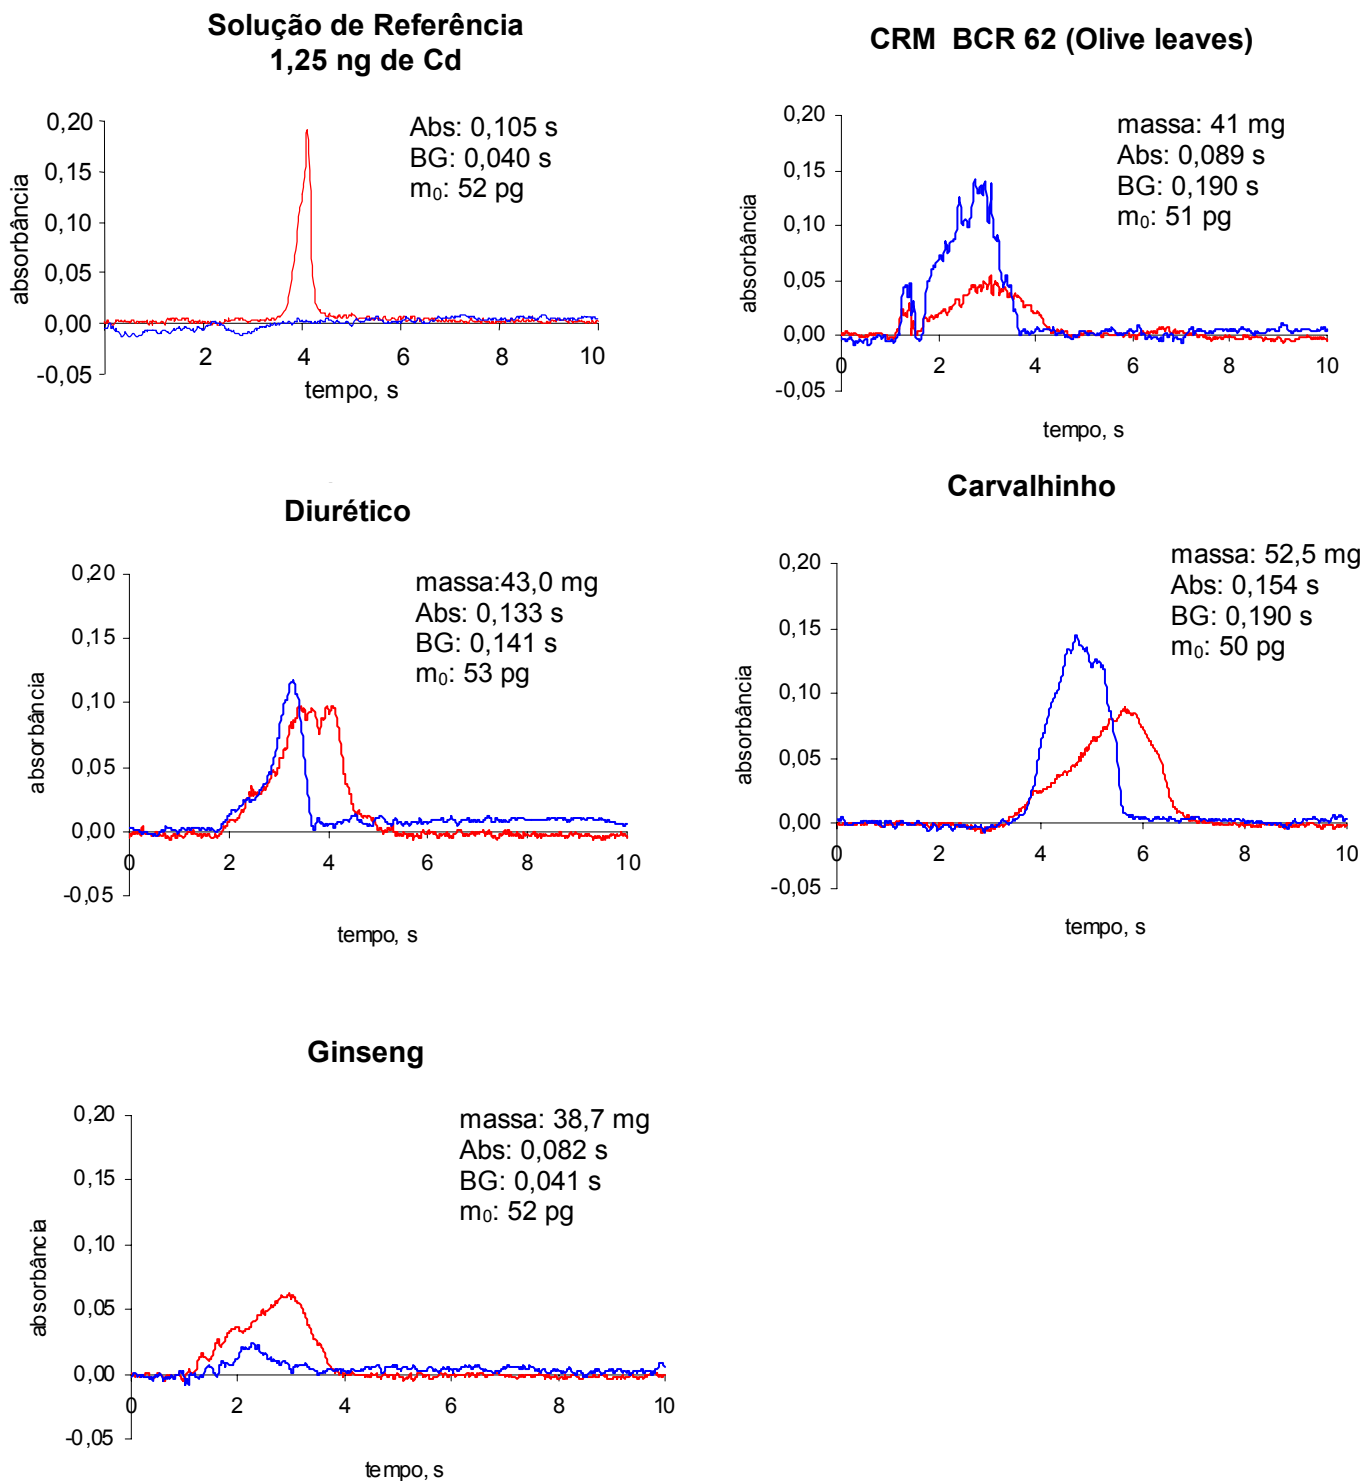 Solução de Referência
1,25 ng de Cd
Abs: 0,105 s
BG: 0,040 s
m₀: 52 pg
absorbância
0,20
0,15
0,10
0,05
0,00
-0,05
2
4
6
8
10
tempo, s
CRM BCR 62 (Olive leaves)
massa: 41 mg
Abs: 0,089 s
BG: 0,190 s
m₀: 51 pg
absorbância
0,20
0,15
0,10
0,05
0,00
-0,05
0
2
4
6
8
10
tempo, s
Diurético
massa:43,0 mg
Abs: 0,133 s
BG: 0,141 s
m₀: 53 pg
absorbância
0,20
0,15
0,10
0,05
0,00
-0,05
0
2
4
6
8
10
tempo, s
Carvalhinho
massa: 52,5 mg
Abs: 0,154 s
BG: 0,190 s
m₀: 50 pg
absorbância
0,20
0,15
0,10
0,05
0,00
-0,05
0
2
4
6
8
10
tempo, s
Ginseng
massa: 38,7 mg
Abs: 0,082 s
BG: 0,041 s
m₀: 52 pg
absorbância
0,20
0,15
0,10
0,05
0,00
-0,05
0
2
4
6
8
10
tempo, s